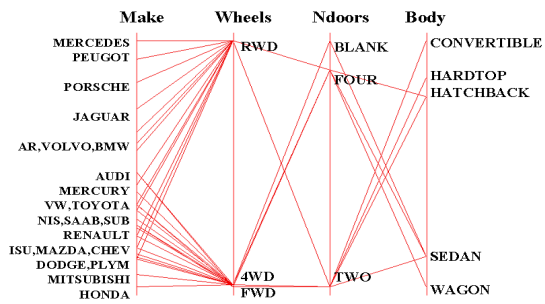 Make Wheels Ndoors Body
MERCEDES
PEUGOT
PORSCHE
JAGUAR
AR,VOLVO,BMW
AUDI
MERCURY
VW,TOYOTA
NIS,SAAB,SUB
RENAULT
ISU,MAZDA,CHEV
DODGE,PLYM
MITSUBISHI
HONDA
RWD
4WD
FWD
BLANK
FOUR
TWO
CONVERTIBLE
HARDTOP
HATCHBACK
SEDAN
WAGON